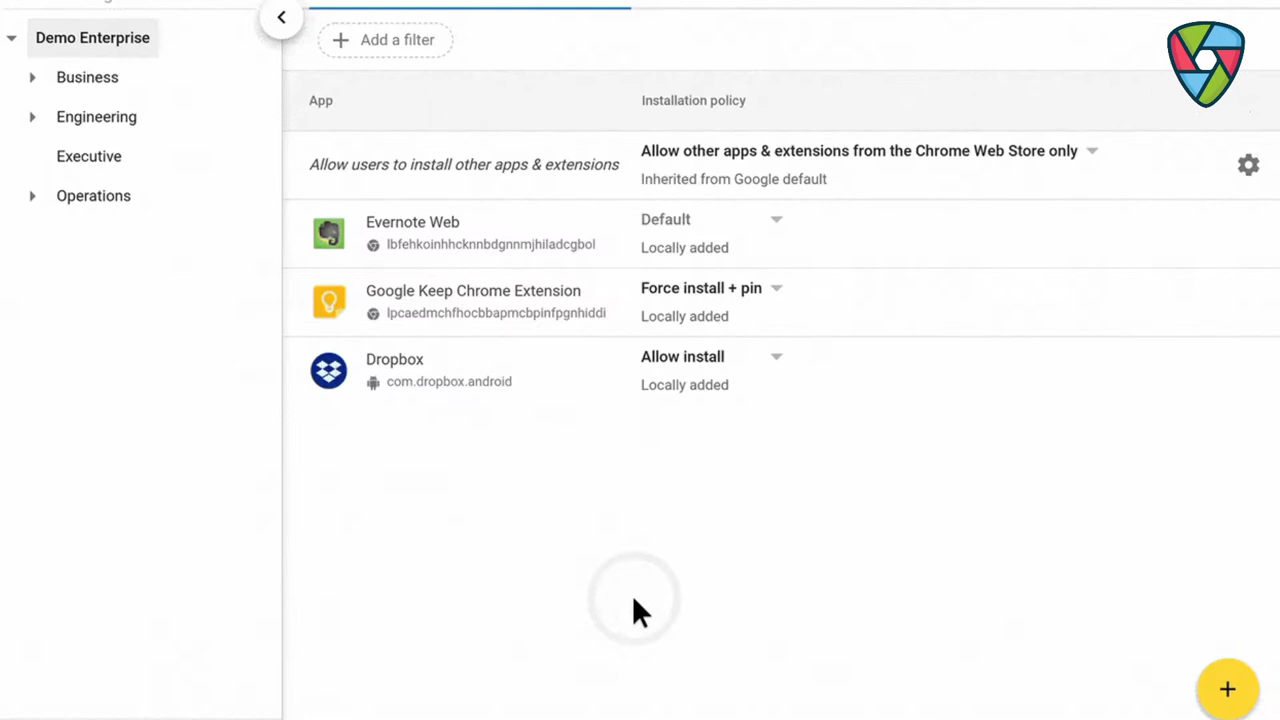 Demo Enterprise
Business
Engineering
Executive
Operations
Add a filter
App
Installation policy
Allow users to install other apps & extensions
Allow other apps & extensions from the Chrome Web Store only
Inherited from Google default
Evernote Web
lbfehkoinhhcknnbdgnnmjhiladcgbol
Default
Locally added
Google Keep Chrome Extension
lpcaedmchfhocbbapmcbpinfpgnhiddi
Force install + pin
Locally added
Dropbox
com.dropbox.android
Allow install
Locally added